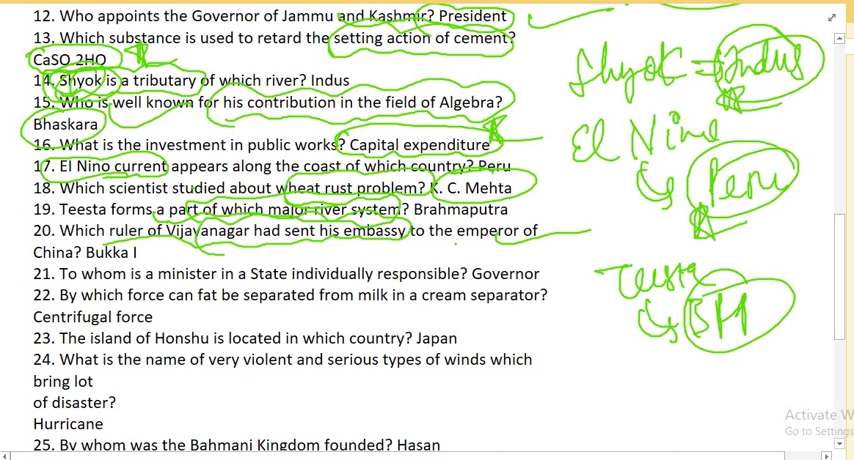 12. Who appoints the Governor of Jammu and Kashmir? President
13. Which substance is used to retard the setting action of cement?
CaSO 2HO
14. Shyok is a tributary of which river? Indus
15. Who is well known for his contribution in the field of Algebra?
Bhaskara
16. What is the investment in public works? Capital expenditure
17. El Nino current appears along the coast of which country? Peru
18. Which scientist studied about wheat rust problem? K. C. Mehta
19. Teesta forms a part of which major river system? Brahmaputra
20. Which ruler of Vijayanagar had sent his embassy to the emperor of
China? Bukka I
21. To whom is a minister in a State individually responsible? Governor
22. By which force can fat be separated from milk in a cream separator?
Centrifugal force
23. The island of Honshu is located in which country? Japan
24. What is the name of very violent and serious types of winds which
bring lot
of disaster?
Hurricane
25. By whom was the Bahmani Kingdom founded? Hasan
Shyok = Indus
El Nino
Peru
Teesta
BM
Activate W
Go to Settings